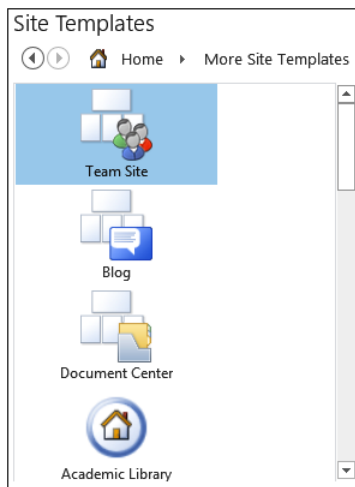 Site Templates
Home ▸ More Site Templates
Team Site
Blog
Document Center
Academic Library